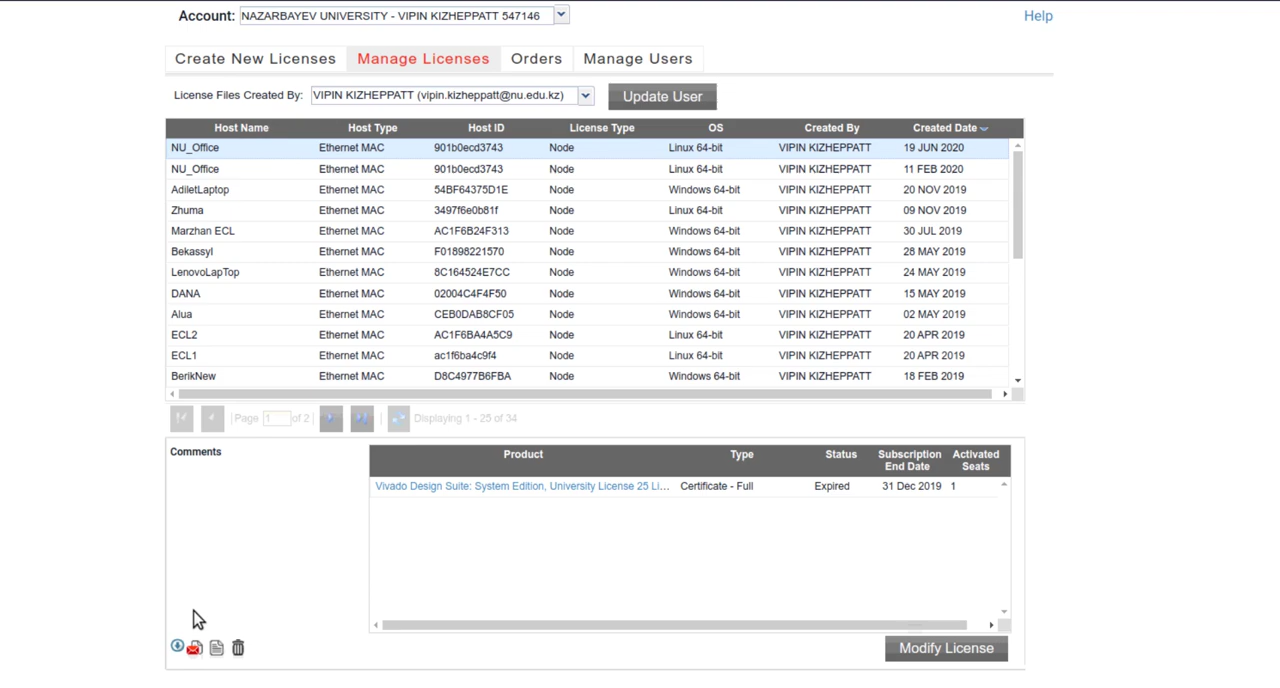 Account: NAZARBAYEV UNIVERSITY - VIPIN KIZHEPPATT 547146 Help
Create New Licenses Manage Licenses Orders Manage Users
License Files Created By: VIPIN KIZHEPPATT (vipin.kizheppatt@nu.edu.kz) Update User
Host Name Host Type Host ID License Type OS Created By Created Date
NU_Office Ethernet MAC 901b0ecd3743 Node Linux 64-bit VIPIN KIZHEPPATT 19 JUN 2020
NU_Office Ethernet MAC 901b0ecd3743 Node Linux 64-bit VIPIN KIZHEPPATT 11 FEB 2020
AdiletLaptop Ethernet MAC 54BF64375D1E Node Windows 64-bit VIPIN KIZHEPPATT 20 NOV 2019
Zhuma Ethernet MAC 3497f6e0b81f Node Linux 64-bit VIPIN KIZHEPPATT 09 NOV 2019
Marzhan ECL Ethernet MAC AC1F6B24F313 Node Windows 64-bit VIPIN KIZHEPPATT 30 JUL 2019
Bekassyl Ethernet MAC F01898221570 Node Windows 64-bit VIPIN KIZHEPPATT 28 MAY 2019
LenovoLapTop Ethernet MAC 8C164524E7CC Node Windows 64-bit VIPIN KIZHEPPATT 24 MAY 2019
DANA Ethernet MAC 02004C4F4F50 Node Windows 64-bit VIPIN KIZHEPPATT 15 MAY 2019
Alua Ethernet MAC CEB0DAB8CF05 Node Windows 64-bit VIPIN KIZHEPPATT 02 MAY 2019
ECL2 Ethernet MAC AC1F6BA4A5C9 Node Linux 64-bit VIPIN KIZHEPPATT 20 APR 2019
ECL1 Ethernet MAC ac1f6ba4c9f4 Node Linux 64-bit VIPIN KIZHEPPATT 20 APR 2019
BerikNew Ethernet MAC D8C4977B6FBA Node Windows 64-bit VIPIN KIZHEPPATT 18 FEB 2019
Page 1 of 2 Displaying 1 - 25 of 34
Comments
Product Type Status Subscription End Date Activated Seats
Vivado Design Suite: System Edition, University License 25 Li... Certificate - Full Expired 31 Dec 2019 1
Modify License